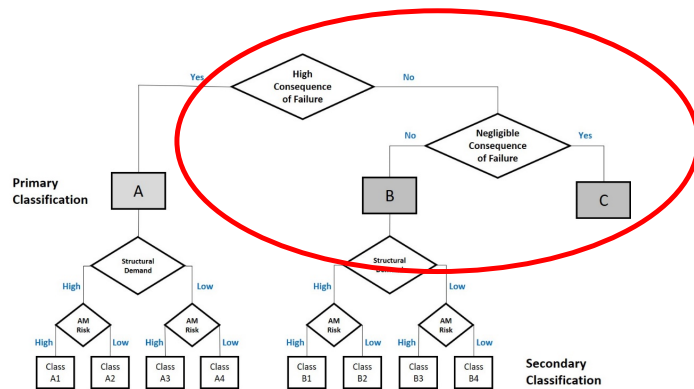 High
Consequence
of Failure
Yes
No
Negligible
Consequence
of Failure
No
Yes
Primary
Classification
A
B
C
Structural
Demand
Structural
High
Low
High
Low
AM
Risk
AM
Risk
AM
Risk
AM
Risk
High
Low
High
Low
High
Low
High
Low
Class
A1
Class
A2
Class
A3
Class
A4
Class
B1
Class
B2
Class
B3
Class
B4
Secondary
Classification